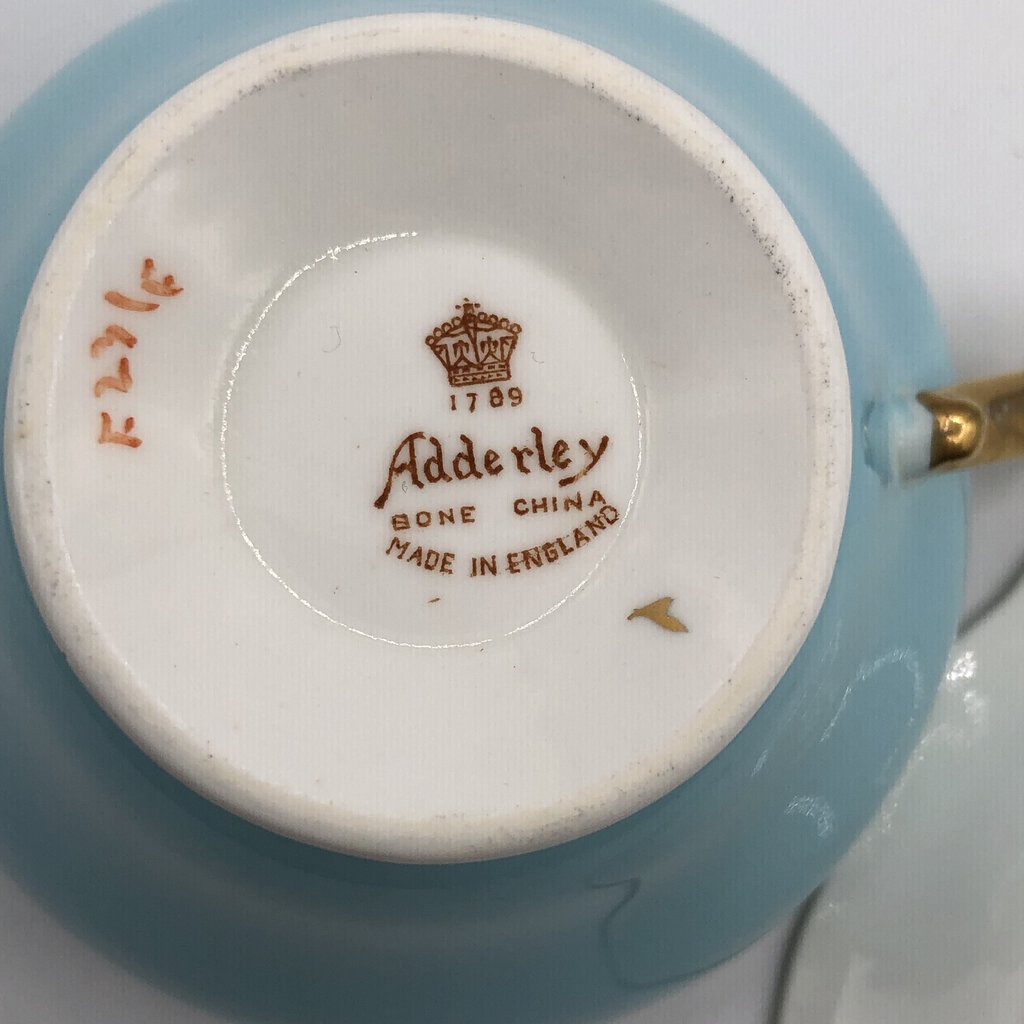 1789
Adderley
BONE CHINA
MADE IN ENGLAND